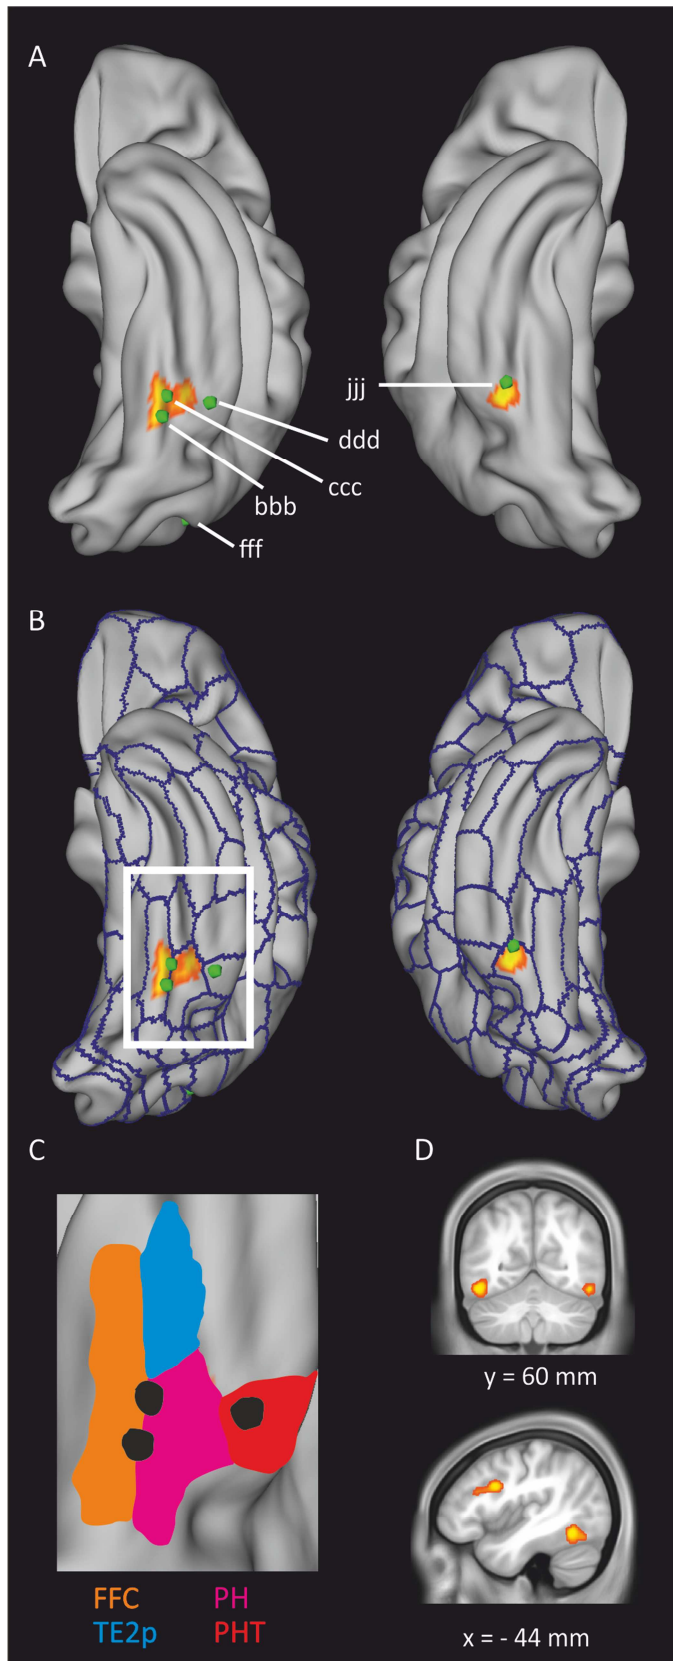 A
jjj
ddd
ccc
bbb
fff
B
C
D
y = 60 mm
FFC PH
TE2p PHT
x = - 44 mm